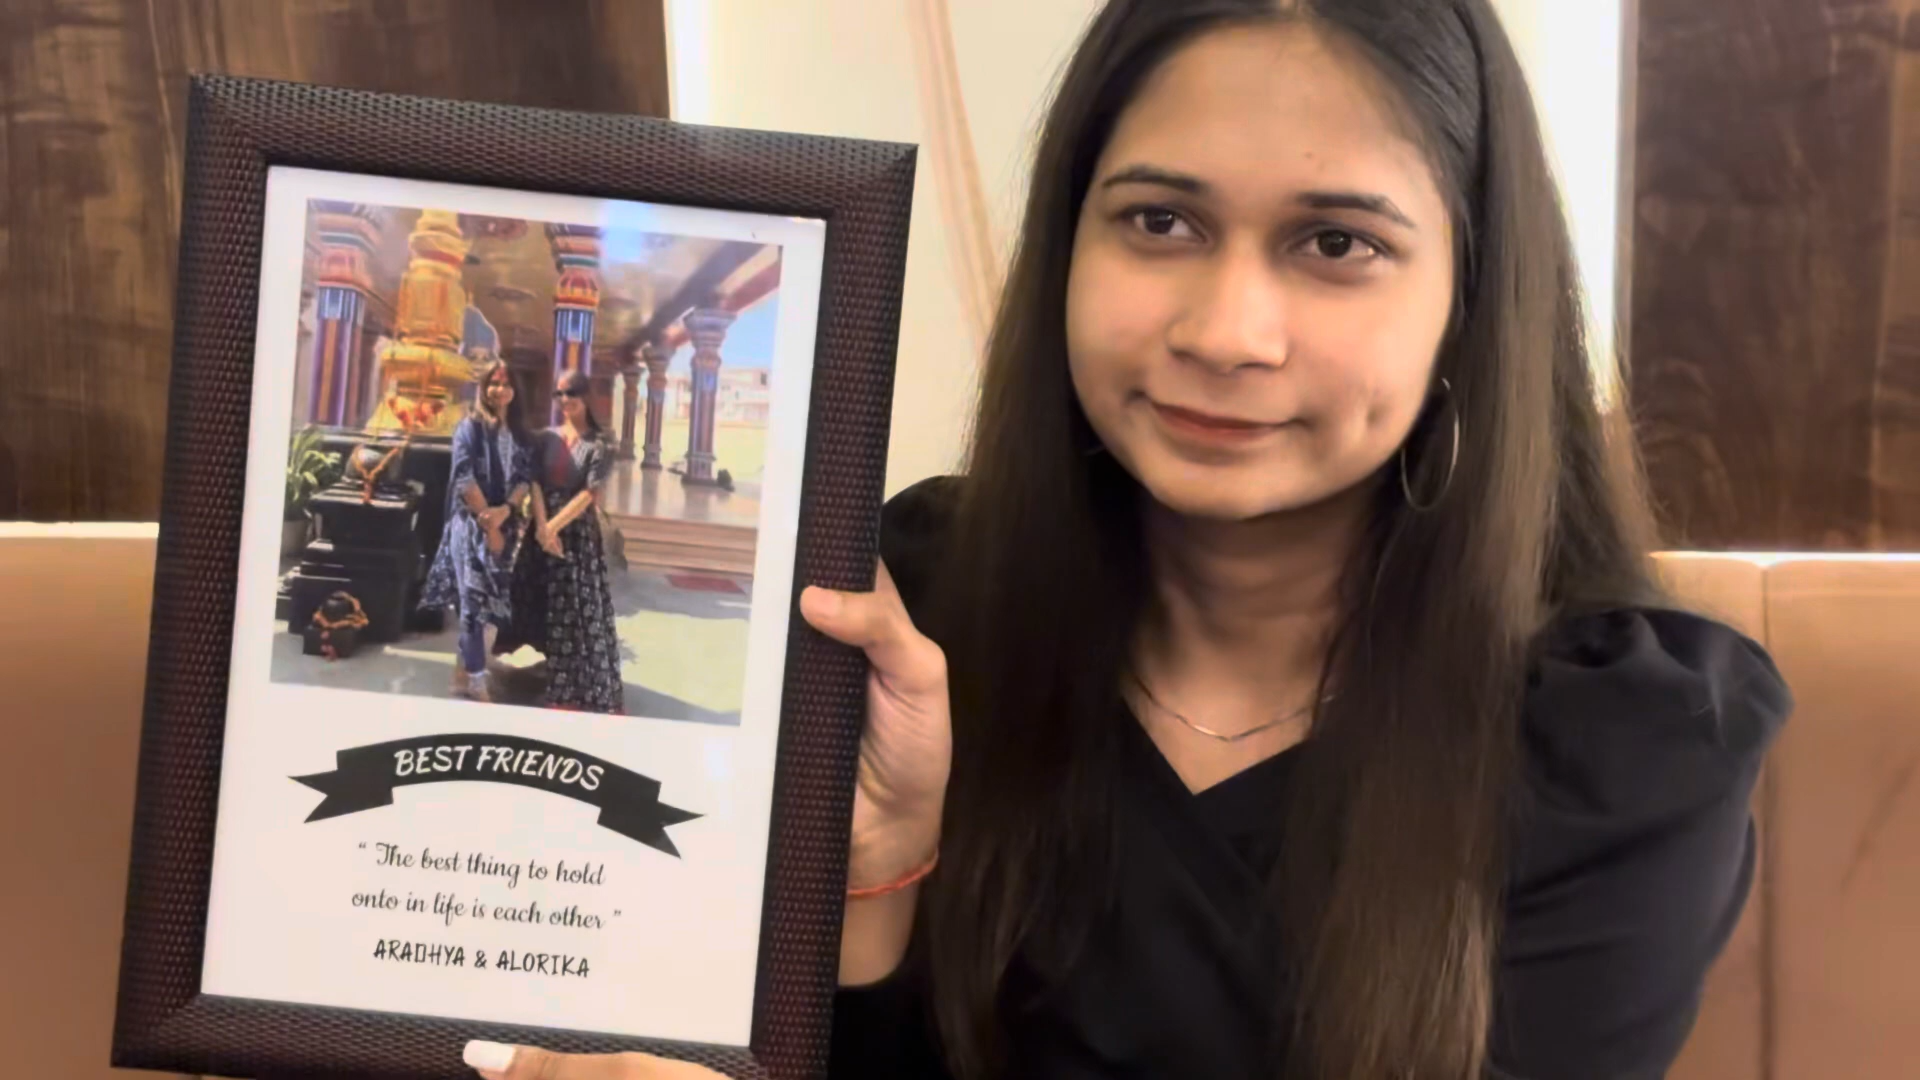 BEST FRIENDS
“ The best thing to hold
onto in life is each other ”
ARADHYA & ALORIKA